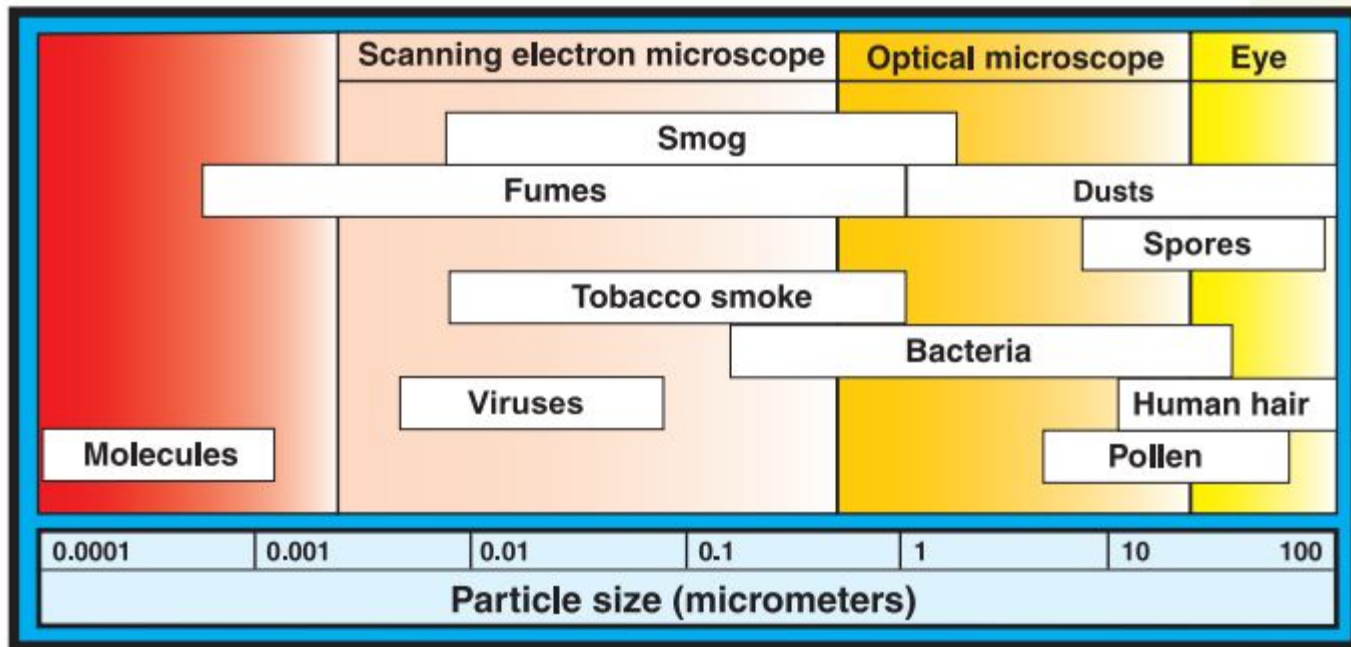 Scanning electron microscope Optical microscope Eye
Smog
Fumes Dusts
Spores
Tobacco smoke
Bacteria
Viruses Human hair
Molecules Pollen
0.0001 0.001 0.01 0.1 1 10 100
Particle size (micrometers)